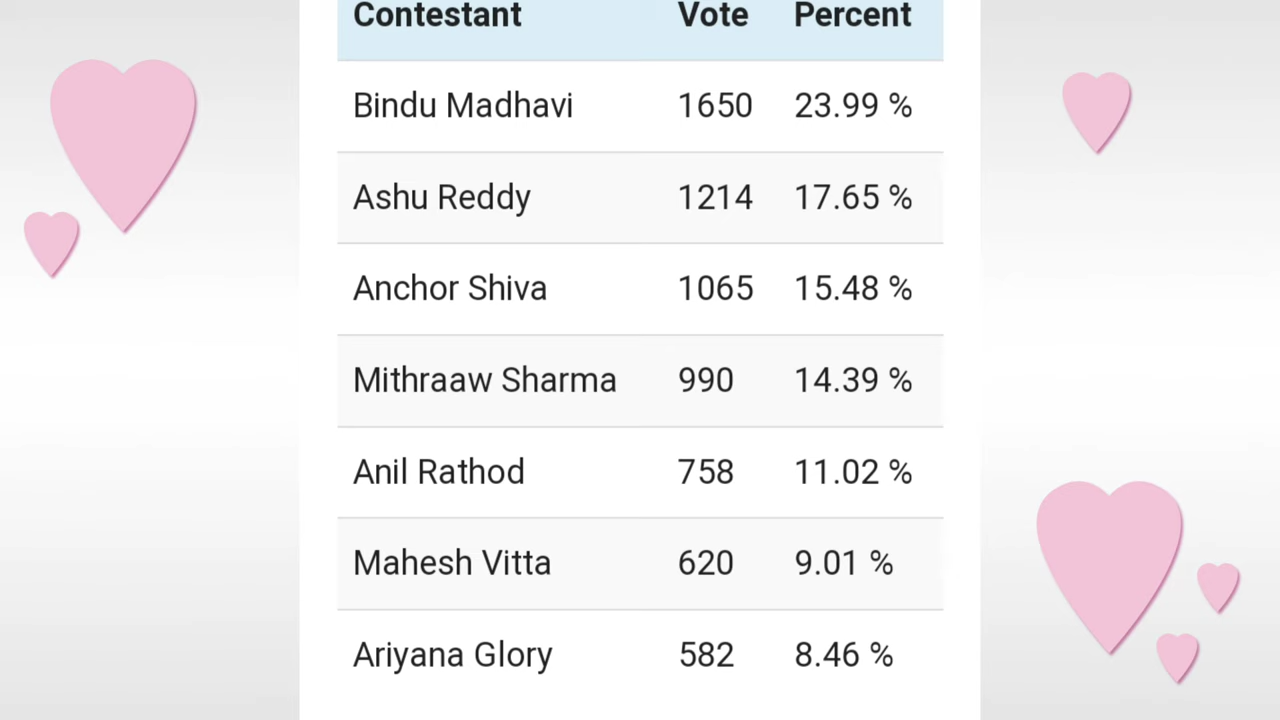 Contestant Vote Percent
Bindu Madhavi 1650 23.99 %
Ashu Reddy 1214 17.65 %
Anchor Shiva 1065 15.48 %
Mithraaw Sharma 990 14.39 %
Anil Rathod 758 11.02 %
Mahesh Vitta 620 9.01 %
Ariyana Glory 582 8.46 %